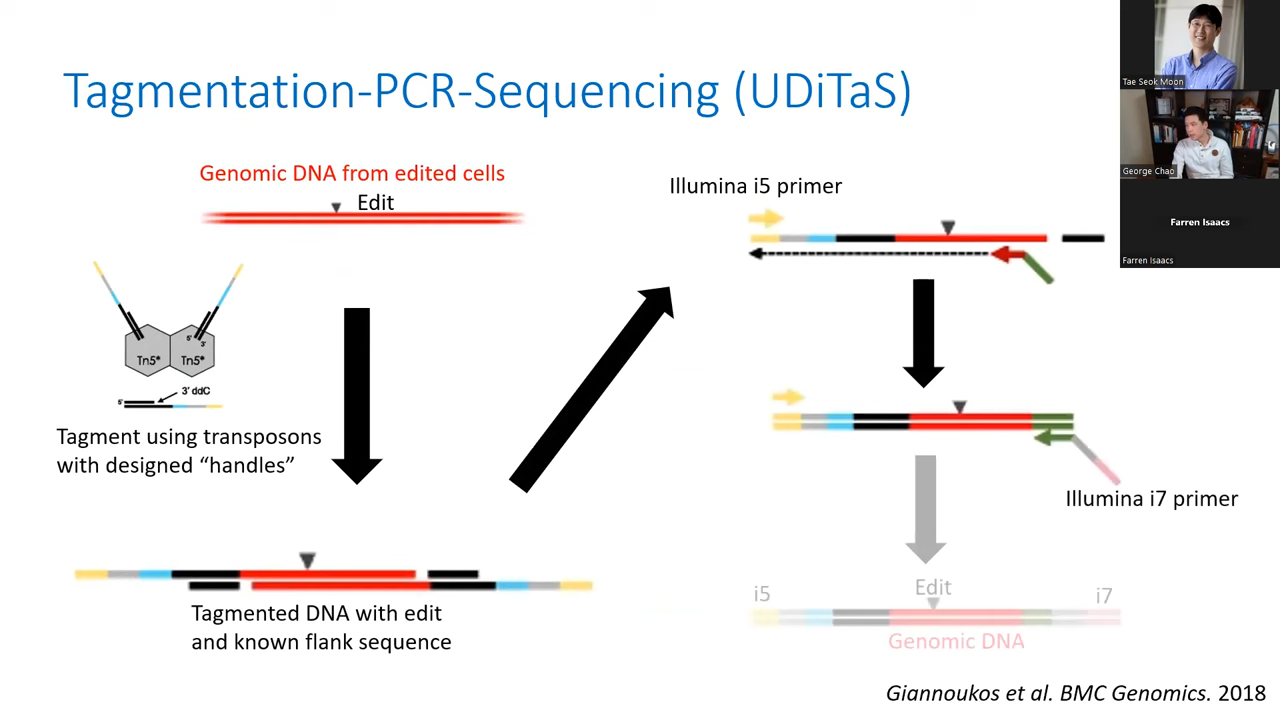 Tagmentation-PCR-Sequencing (UDiTaS)
Genomic DNA from edited cells
Edit
Tn5*
Tn5*
5'
3'
3' ddC
5'
Tagment using transposons
with designed “handles”
Tagmented DNA with edit
and known flank sequence
Illumina i5 primer
Illumina i7 primer
i5
Edit
i7
Genomic DNA
Giannoukos et al. BMC Genomics. 2018
Tae Seok Moon
George Chao
Farren Isaacs
Farren Isaacs